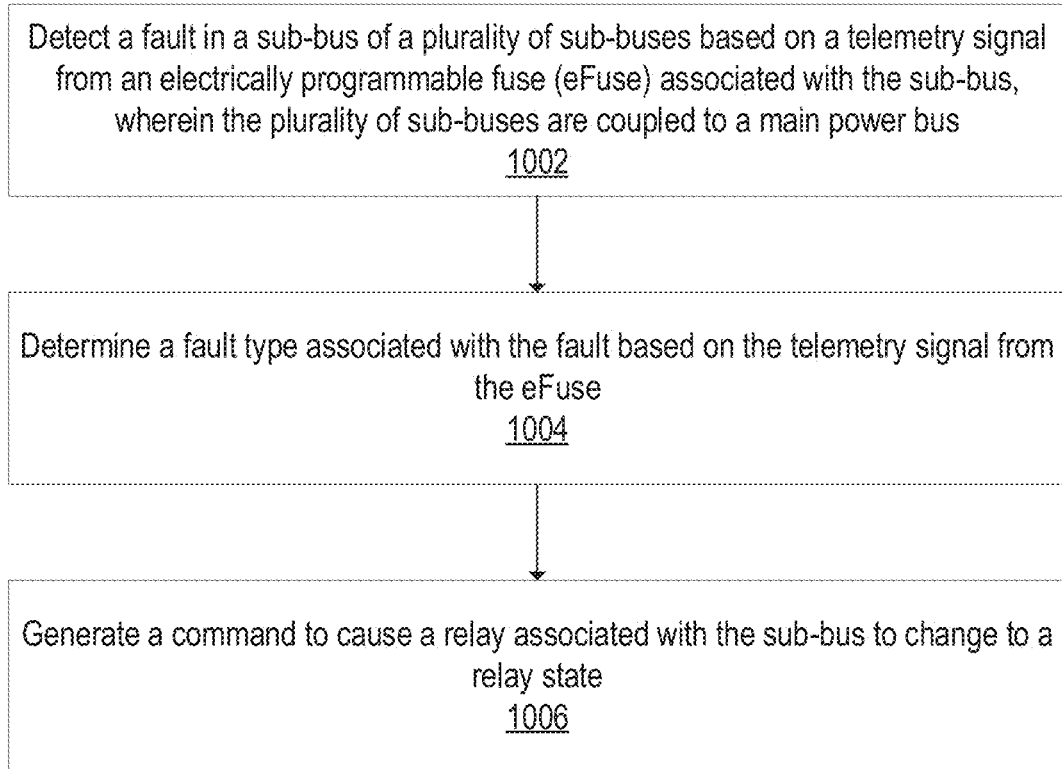 Detect a fault in a sub-bus of a plurality of sub-buses based on a telemetry signal
from an electrically programmable fuse (eFuse) associated with the sub-bus,
wherein the plurality of sub-buses are coupled to a main power bus
1002
Determine a fault type associated with the fault based on the telemetry signal from
the eFuse
1004
Generate a command to cause a relay associated with the sub-bus to change to a
relay state
1006